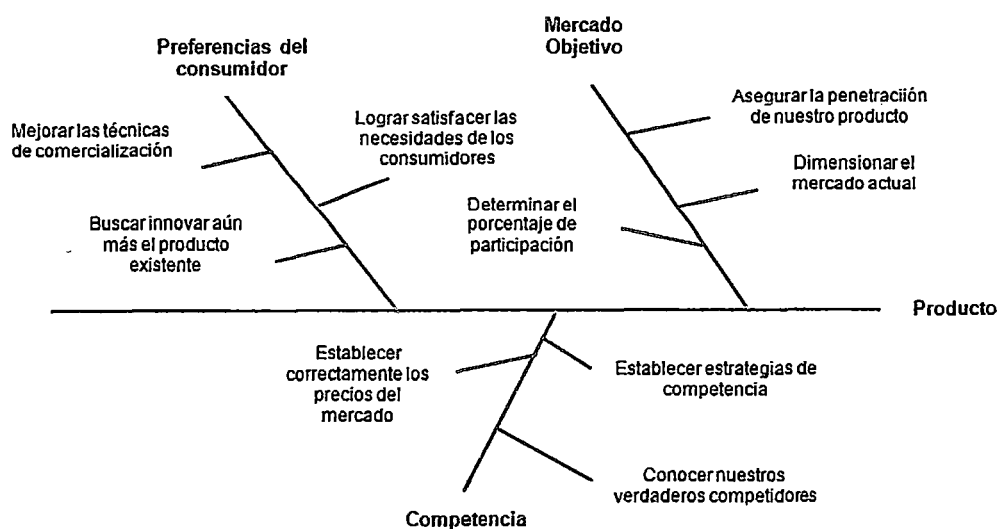 Preferencias del
consumidor
Mercado
Objetivo
Mejorar las técnicas
de comercialización
Lograr satisfacer las
necesidades de los
consumidores
Buscar innovar aún
más el producto
existente
Asegurar la penetraciión
de nuestro producto
Dimensionar el
mercado actual
Determinar el
porcentaje de
participación
Producto
Establecer
correctamente los
precios del
mercado
Establecer estrategias de
competencia
Conocer nuestros
verdaderos competidores
Competencia